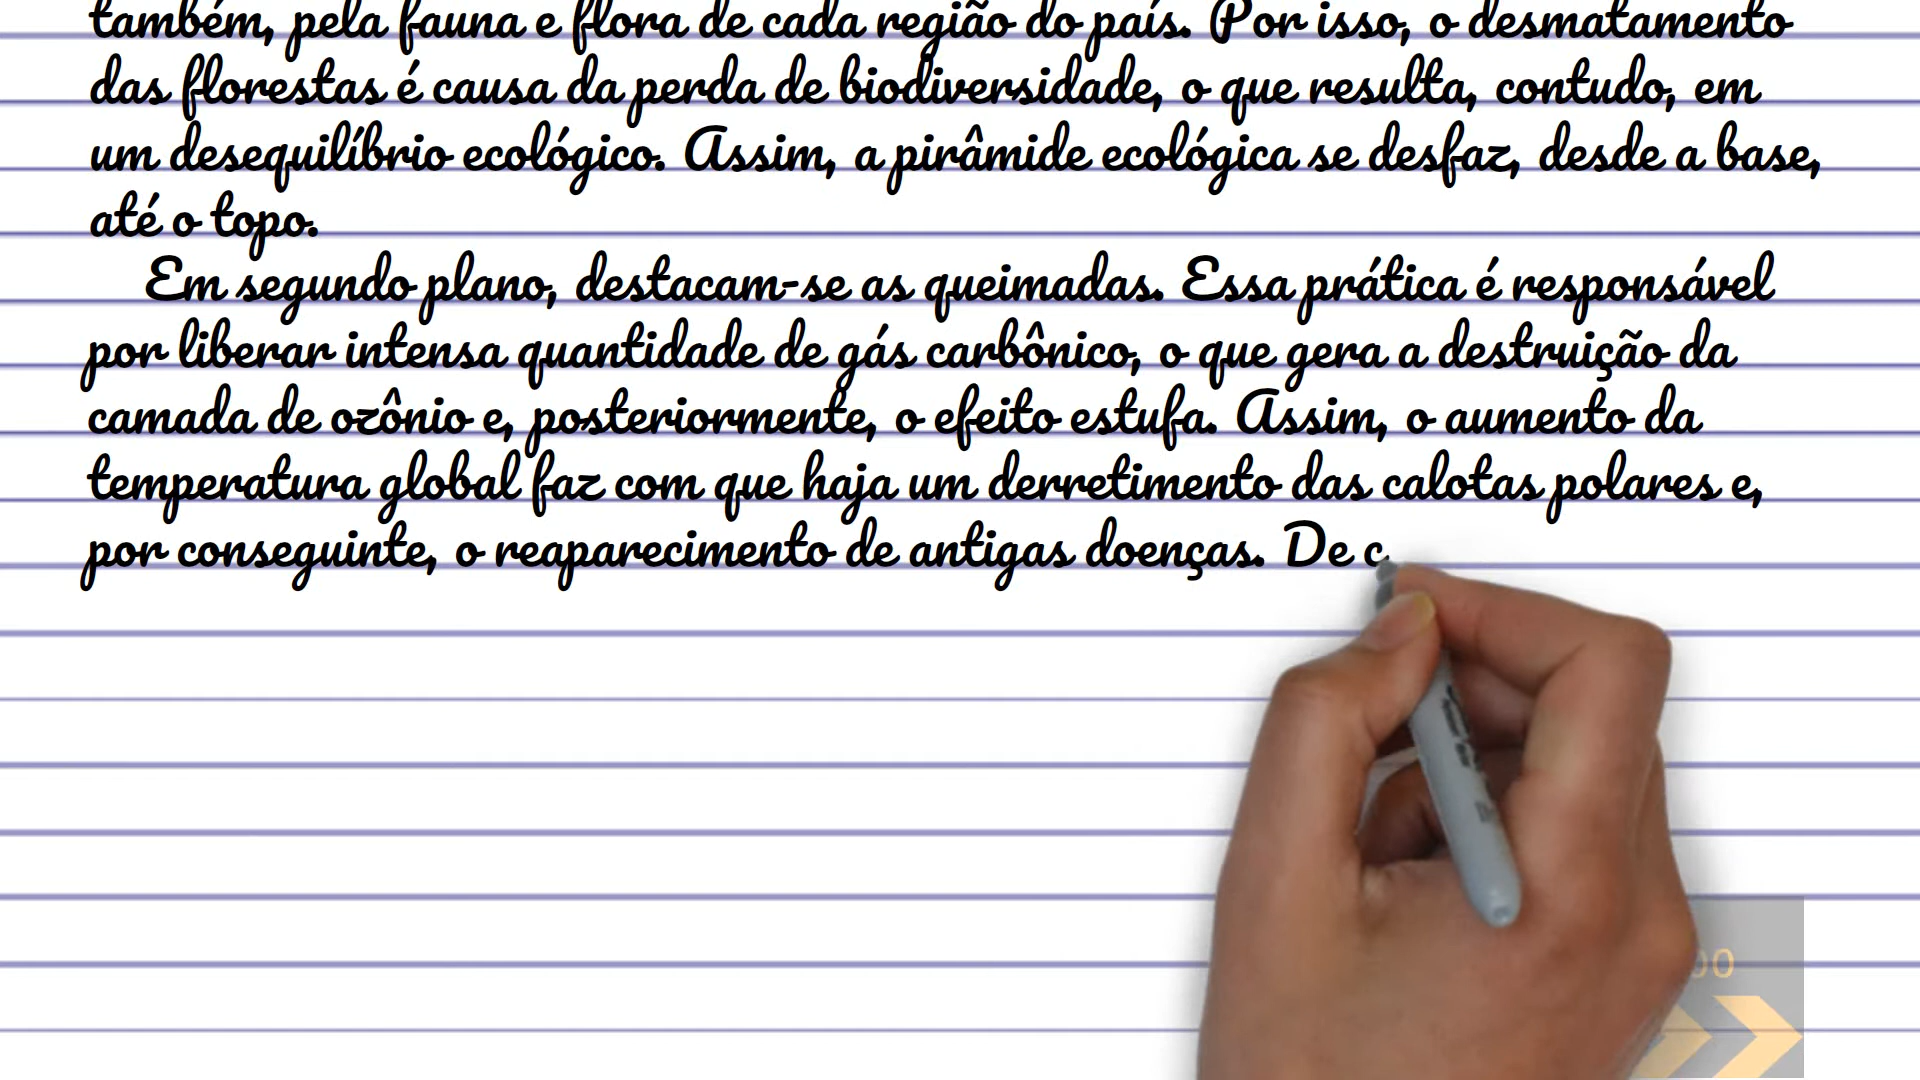 também, pela fauna e flora de cada região do país. Por isso, o desmatamento
das florestas é causa da perda de biodiversidade, o que resulta, contudo, em
um desequilíbrio ecológico. Assim, a pirâmide ecológica se desfaz, desde a base,
até o topo.
Em segundo plano, destacam-se as queimadas. Essa prática é responsável
por liberar intensa quantidade de gás carbônico, o que gera a destruição da
camada de ozônio e, posteriormente, o efeito estufa. Assim, o aumento da
temperatura global faz com que haja um derretimento das calotas polares e,
por conseguinte, o reaparecimento de antigas doenças. De c